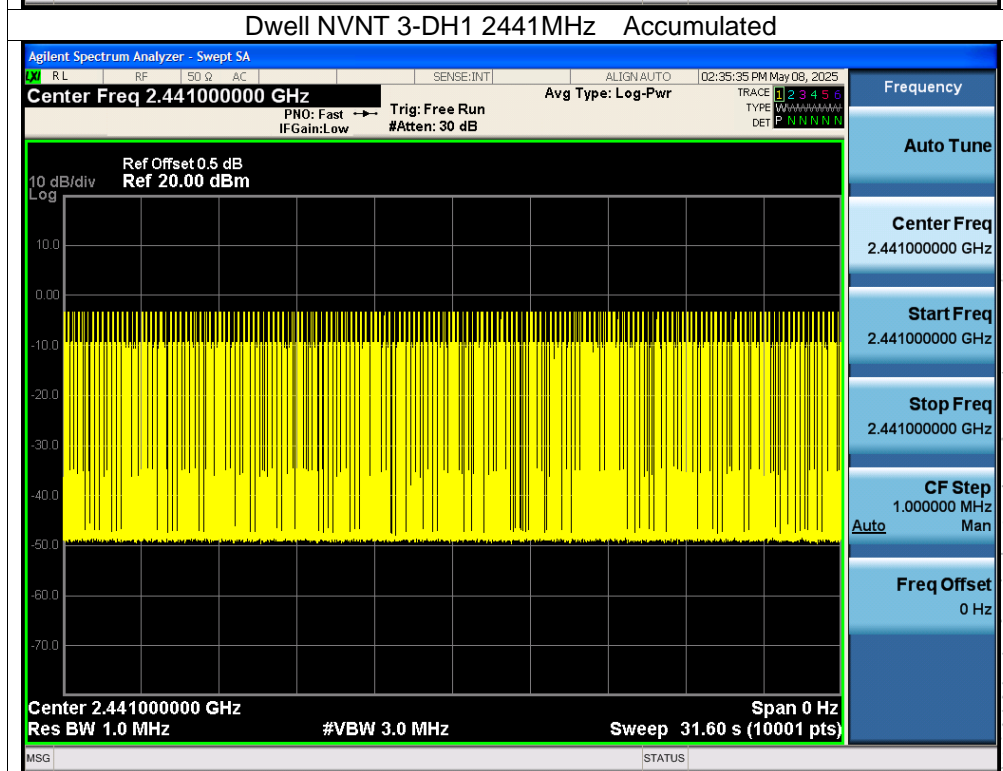 Dwell NVNT 3-DH1 2441MHz Accumulated
Agilent Spectrum Analyzer - Swept SA
LXI RL RF 50 Ω AC SENSE:INT ALIGN AUTO 02:35:35 PM May 08, 2025
Center Freq 2.441000000 GHz
PNO: Fast
IFGain:Low
Trig: Free Run
#Atten: 30 dB
Avg Type: Log-Pwr
TRACE 1 2 3 4 5 6
TYPE WWWWWW
DET P N N N N N
Ref Offset 0.5 dB
10 dB/div Ref 20.00 dBm
Log
10.0
0.00
-10.0
-20.0
-30.0
-40.0
-50.0
-60.0
-70.0
Center 2.441000000 GHz Span 0 Hz
Res BW 1.0 MHz #VBW 3.0 MHz Sweep 31.60 s (10001 pts)
MSG STATUS
Frequency
Auto Tune
Center Freq
2.441000000 GHz
Start Freq
2.441000000 GHz
Stop Freq
2.441000000 GHz
CF Step
1.000000 MHz
Auto Man
Freq Offset
0 Hz